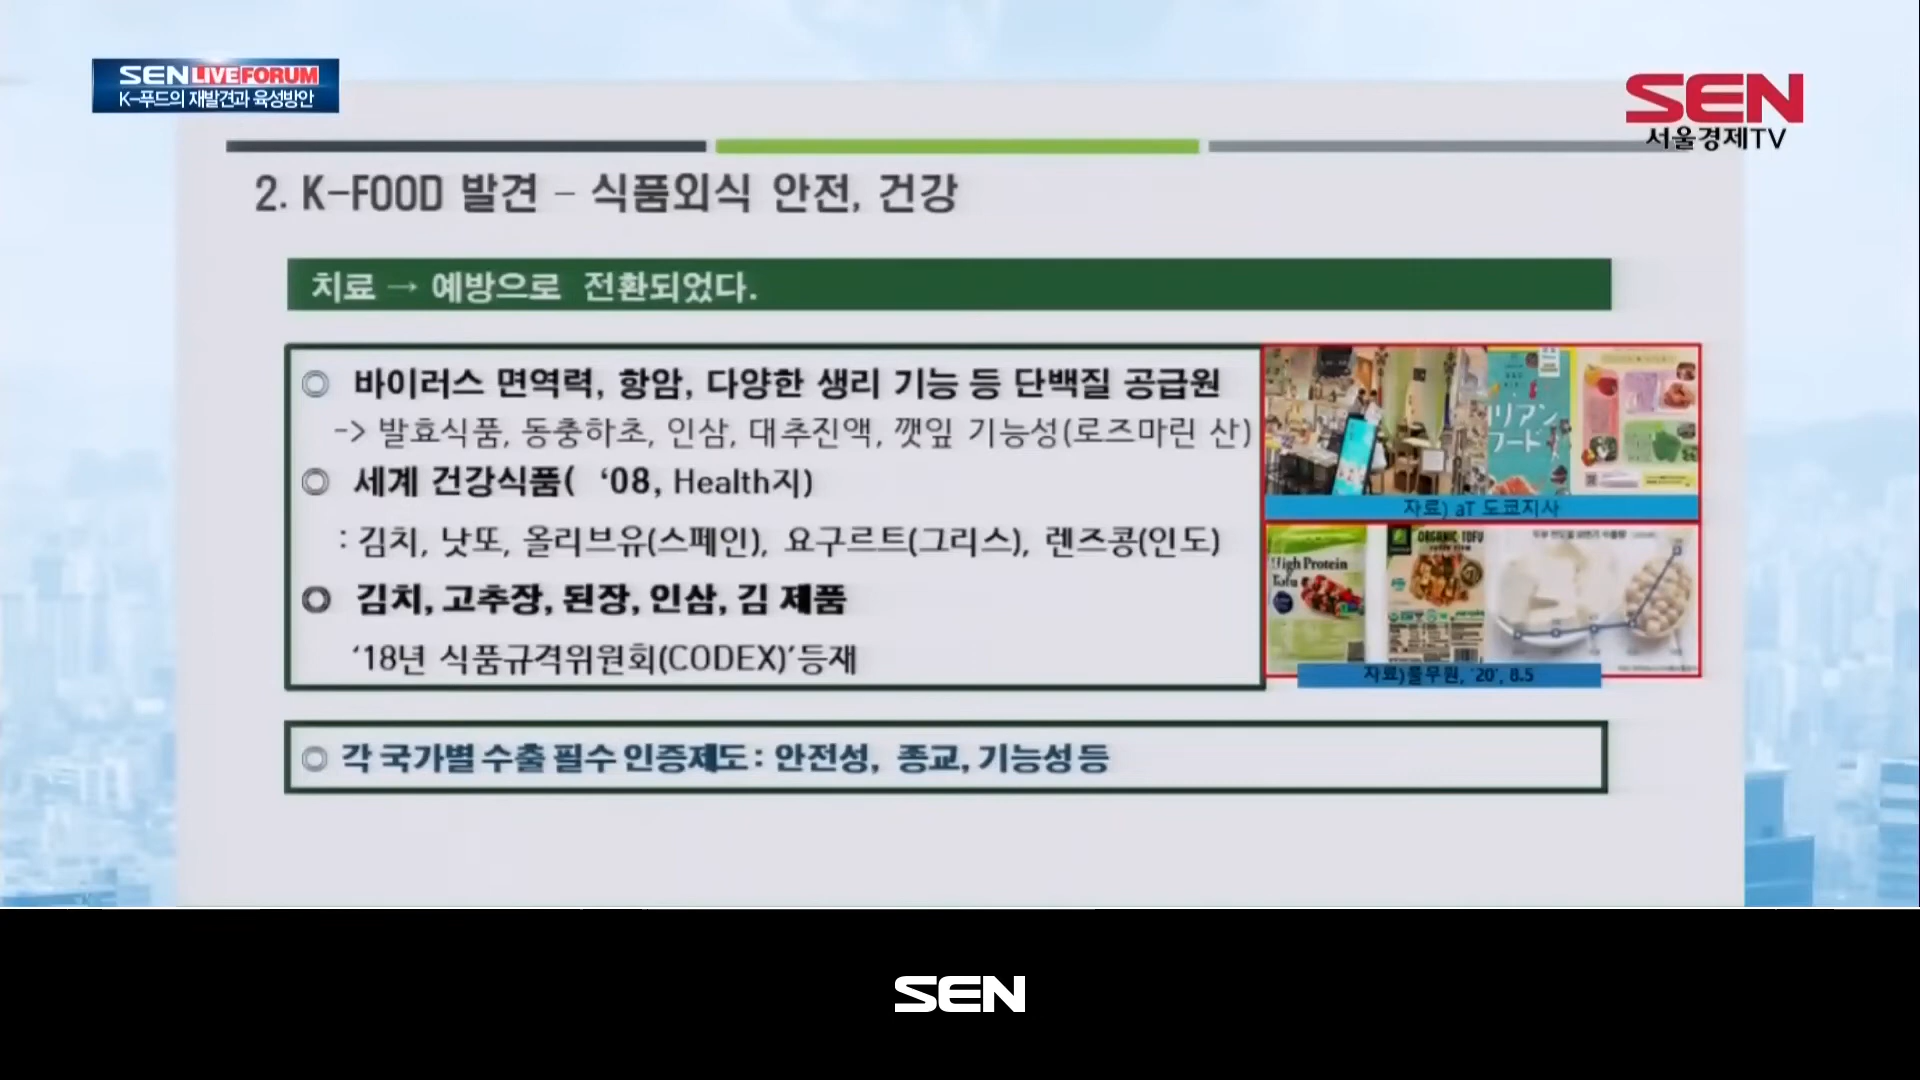 SEN LIVE FORUM
K-푸드의 재발견과 육성방안
SEN
서울경제TV
2. K-FOOD 발견 – 식품외식 안전, 건강
치료 → 예방으로 전환되었다.
◎ 바이러스 면역력, 항암, 다양한 생리 기능 등 단백질 공급원
-> 발효식품, 동충하초, 인삼, 대추진액, 깻잎 기능성(로즈마린 산)
◎ 세계 건강식품( ‘08, Health지)
: 김치, 낫또, 올리브유(스페인), 요구르트(그리스), 렌즈콩(인도)
◎ 김치, 고추장, 된장, 인삼, 김 제품
‘18년 식품규격위원회(CODEX)’등재
リアン
フード
자료) aT 도쿄지사
High Protein
Tofu
ORGANIC TOFU
자료)풀무원, ‘20’, 8.5
◎ 각 국가별 수출 필수 인증제도 : 안전성, 종교, 기능성 등
SEN